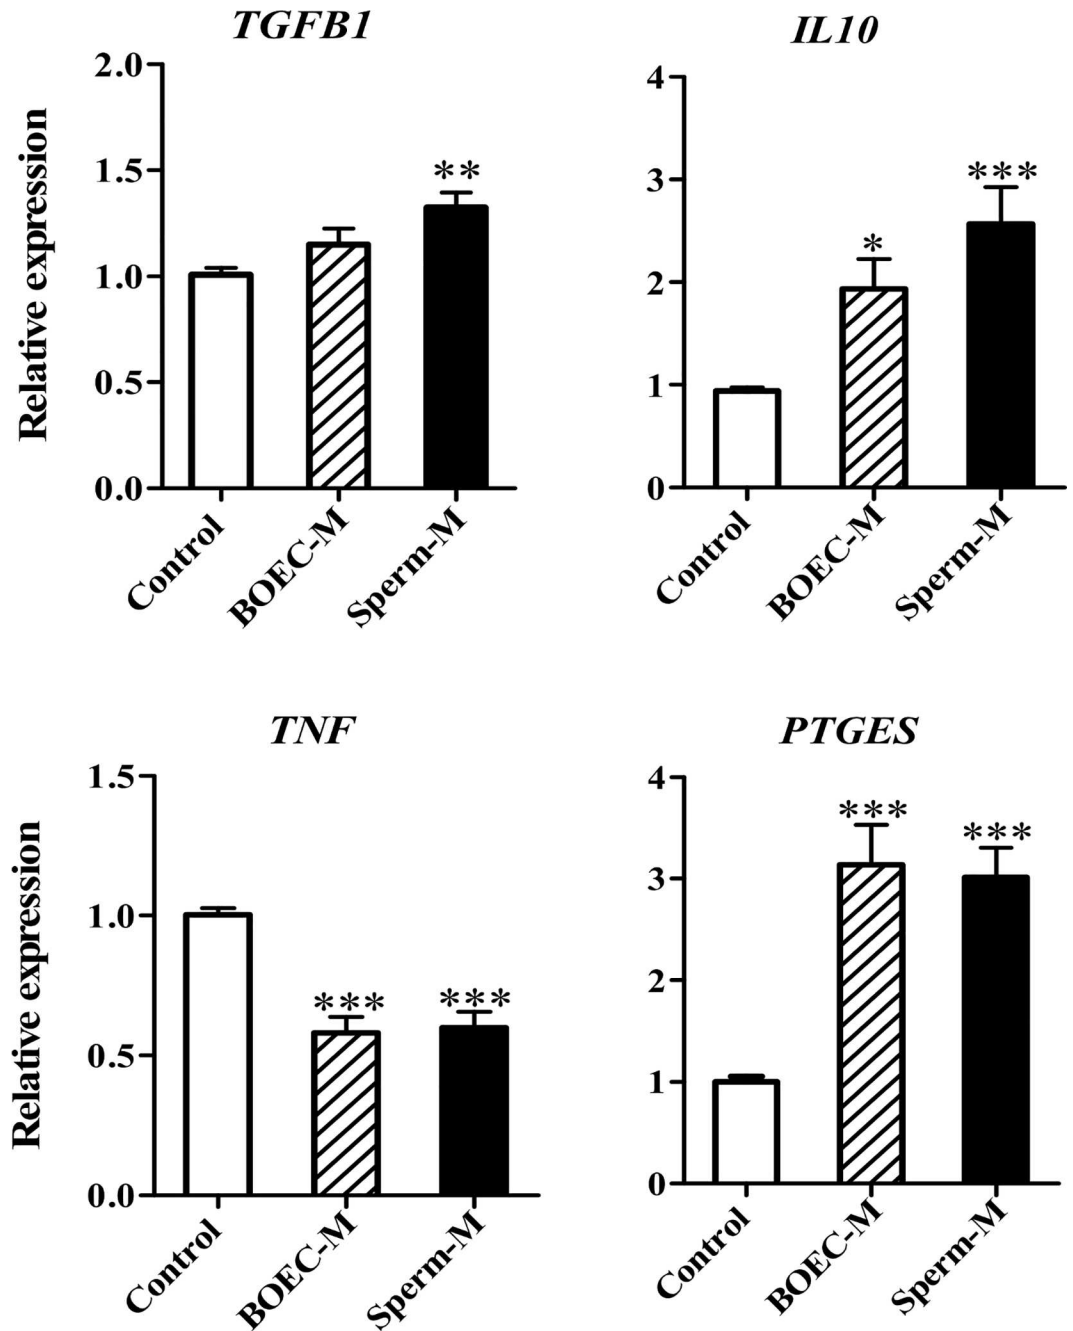 TGFB1
Relative expression
2.0
1.5
1.0
0.5
0.0
**
Control
BOEC-M
Sperm-M
IL10
4
3
2
1
0
*
***
Control
BOEC-M
Sperm-M
TNF
Relative expression
1.5
1.0
0.5
0.0
***
***
Control
BOEC-M
Sperm-M
PTGES
4
3
2
1
0
***
***
Control
BOEC-M
Sperm-M